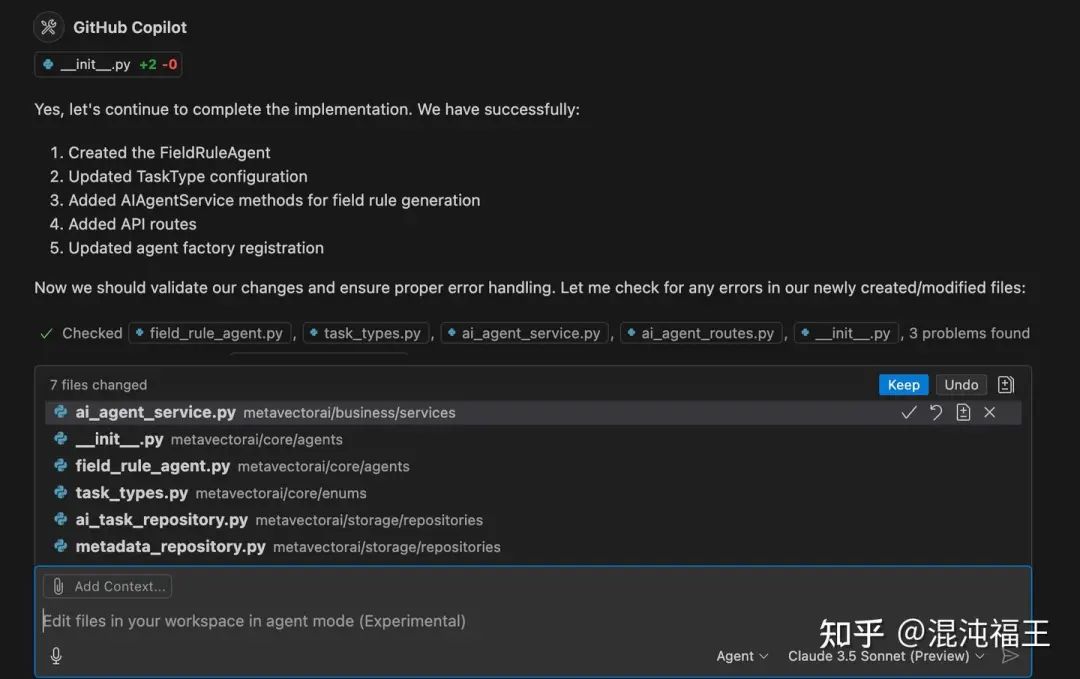 GitHub Copilot
__init__.py +2 -0
Yes, let's continue to complete the implementation. We have successfully:
1. Created the FieldRuleAgent
2. Updated TaskType configuration
3. Added AIAgentService methods for field rule generation
4. Added API routes
5. Updated agent factory registration
Now we should validate our changes and ensure proper error handling. Let me check for any errors in our newly created/modified files:
Checked field_rule_agent.py, task_types.py, ai_agent_service.py, ai_agent_routes.py, __init__.py, 3 problems found
7 files changed Keep Undo
ai_agent_service.py metavectorai/business/services
__init__.py metavectorai/core/agents
field_rule_agent.py metavectorai/core/agents
task_types.py metavectorai/core/enums
ai_task_repository.py metavectorai/storage/repositories
metadata_repository.py metavectorai/storage/repositories
Add Context...
Edit files in your workspace in agent mode (Experimental)
知乎 @混沌福王
Agent Claude 3.5 Sonnet (Preview)